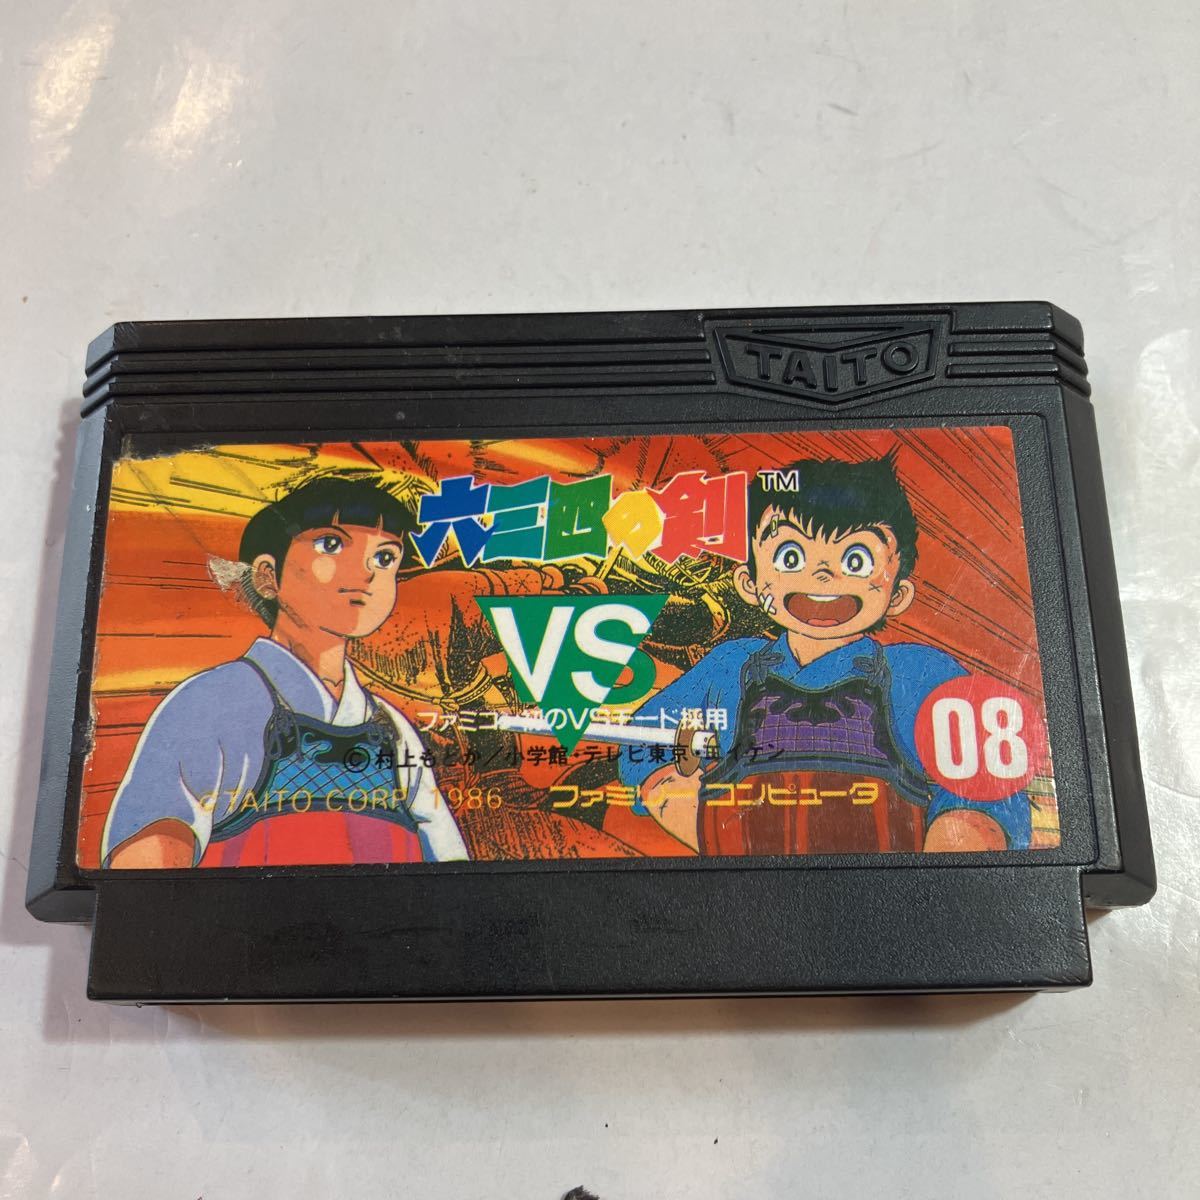 TAITO
六三四の剣 TM
VS
ファミコン初のVSモード採用
©村上もとか/小学館・テレビ東京・エイケン
©TAITO CORP. 1986 ファミリーコンピュータ
08